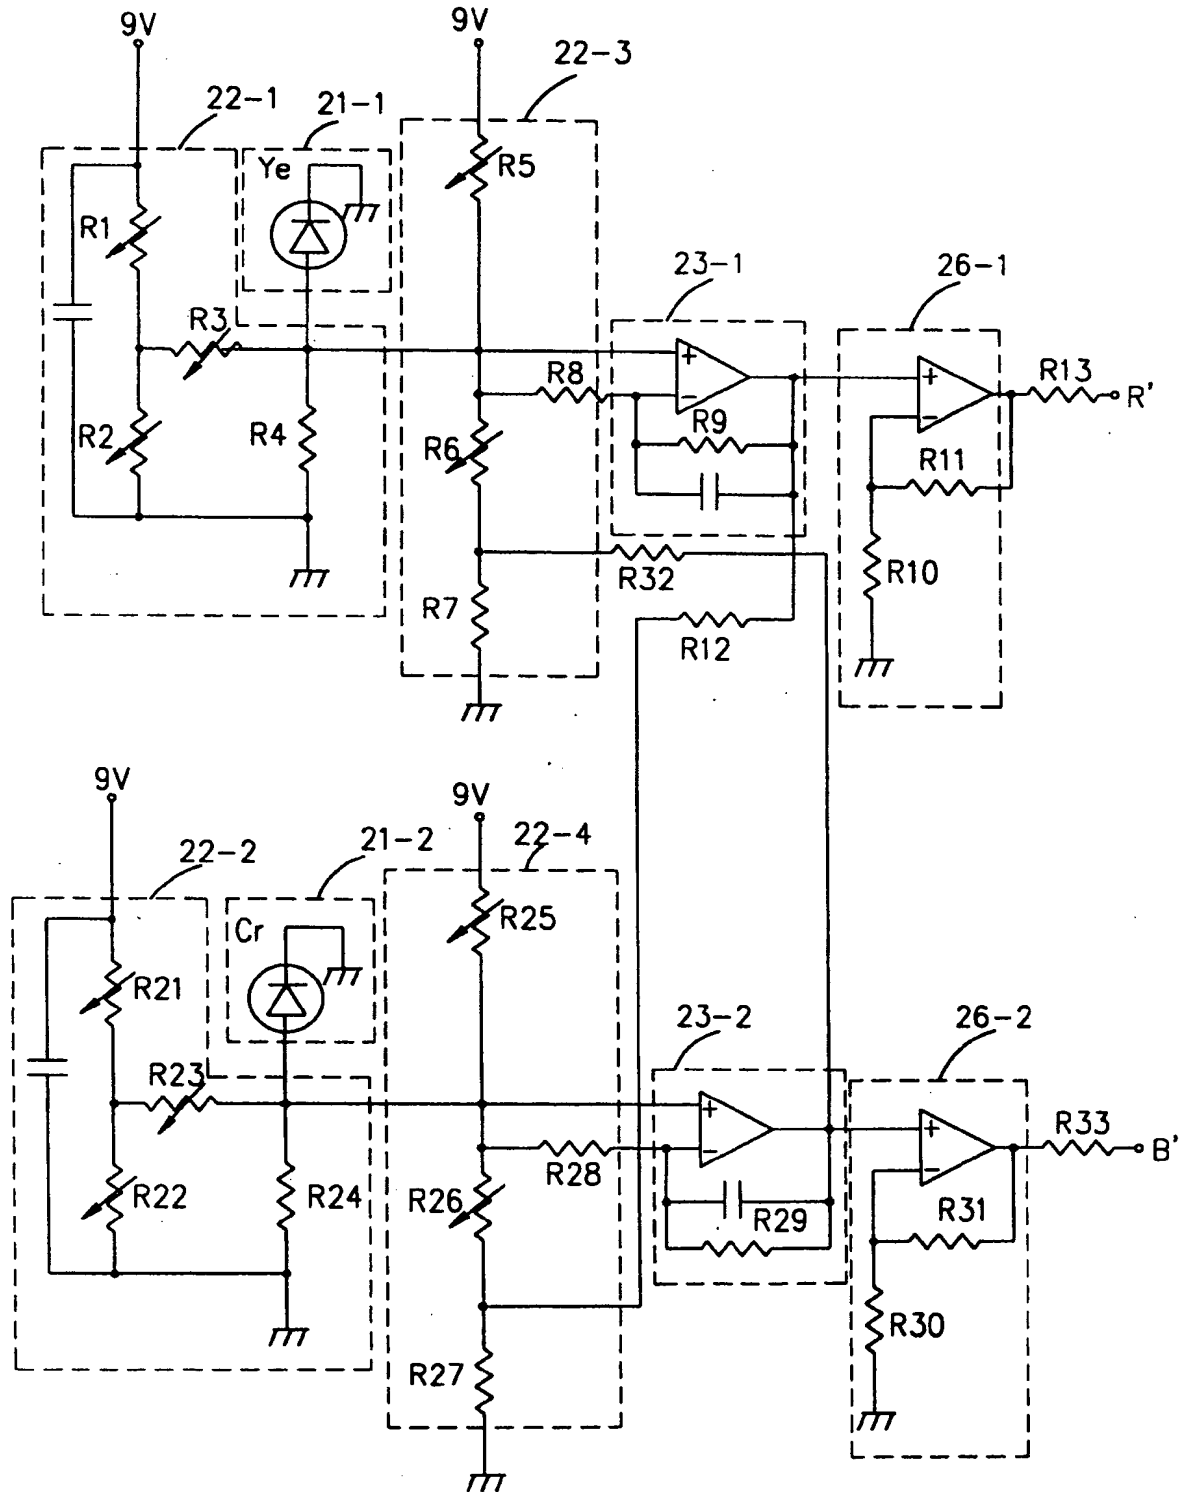 9V
9V
22-3
22-1
21-1
Ye
R5
R1
23-1
26-1
R3
R8
+
-
+
-
R13
R'
R2
R4
R6
R9
R11
R32
R10
R7
R12
9V
9V
22-2
21-2
22-4
Cr
R25
R21
23-2
26-2
R23
+
-
+
-
R33
B'
R28
R22
R24
R26
R29
R31
R30
R27